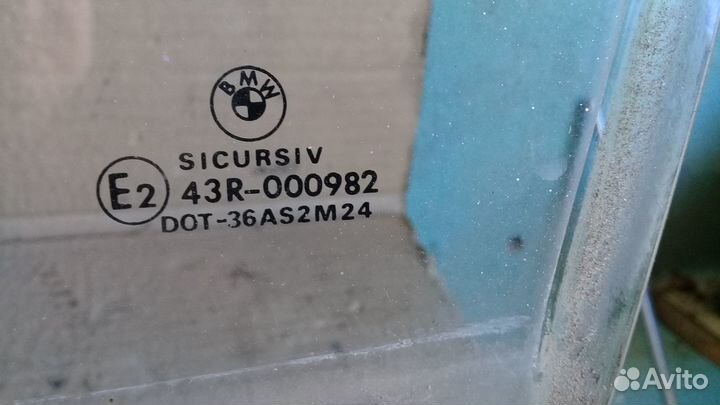 BMW
SICURSIV
E2 43R-000982
DOT-36AS2M24
Avito